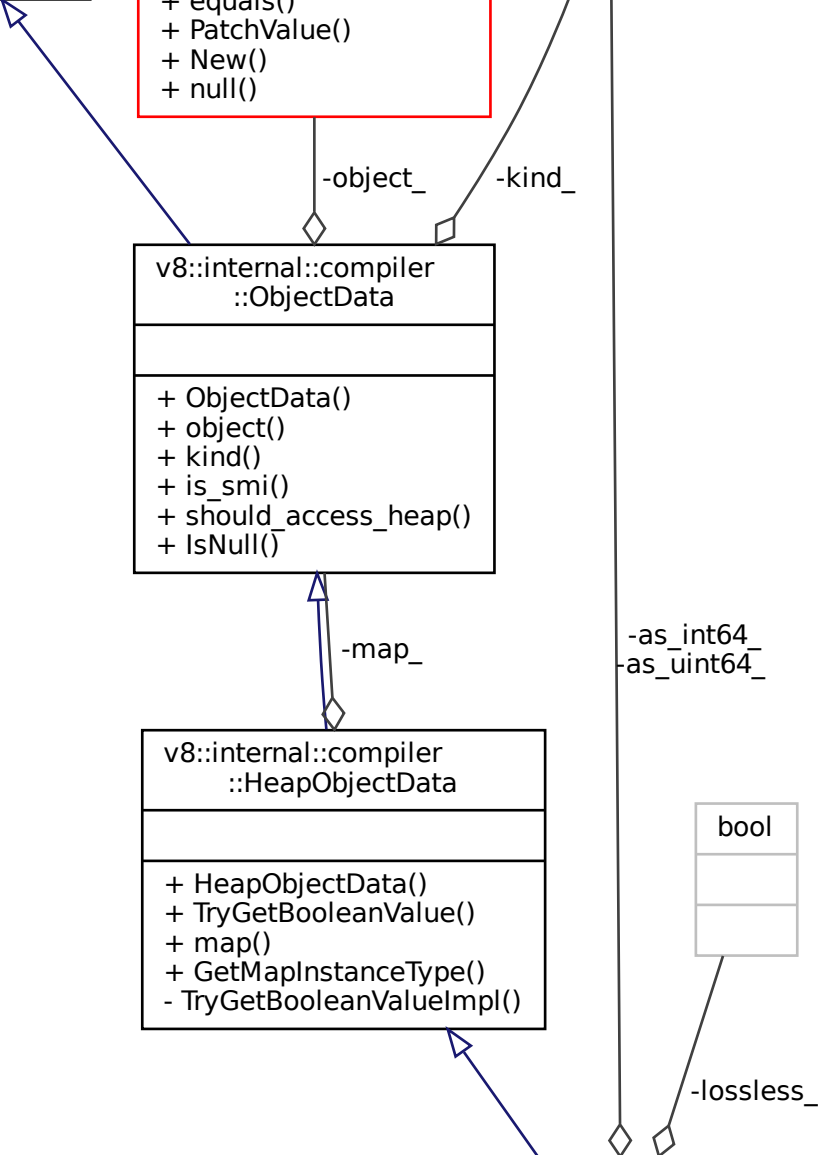 + equals()
+ PatchValue()
+ New()
+ null()
-object_
-kind_
v8::internal::compiler
::ObjectData
+ ObjectData()
+ object()
+ kind()
+ is_smi()
+ should_access_heap()
+ IsNull()
-map_
-as_int64_
-as_uint64_
v8::internal::compiler
::HeapObjectData
+ HeapObjectData()
+ TryGetBooleanValue()
+ map()
+ GetMapInstanceType()
- TryGetBooleanValueImpl()
bool
-lossless_